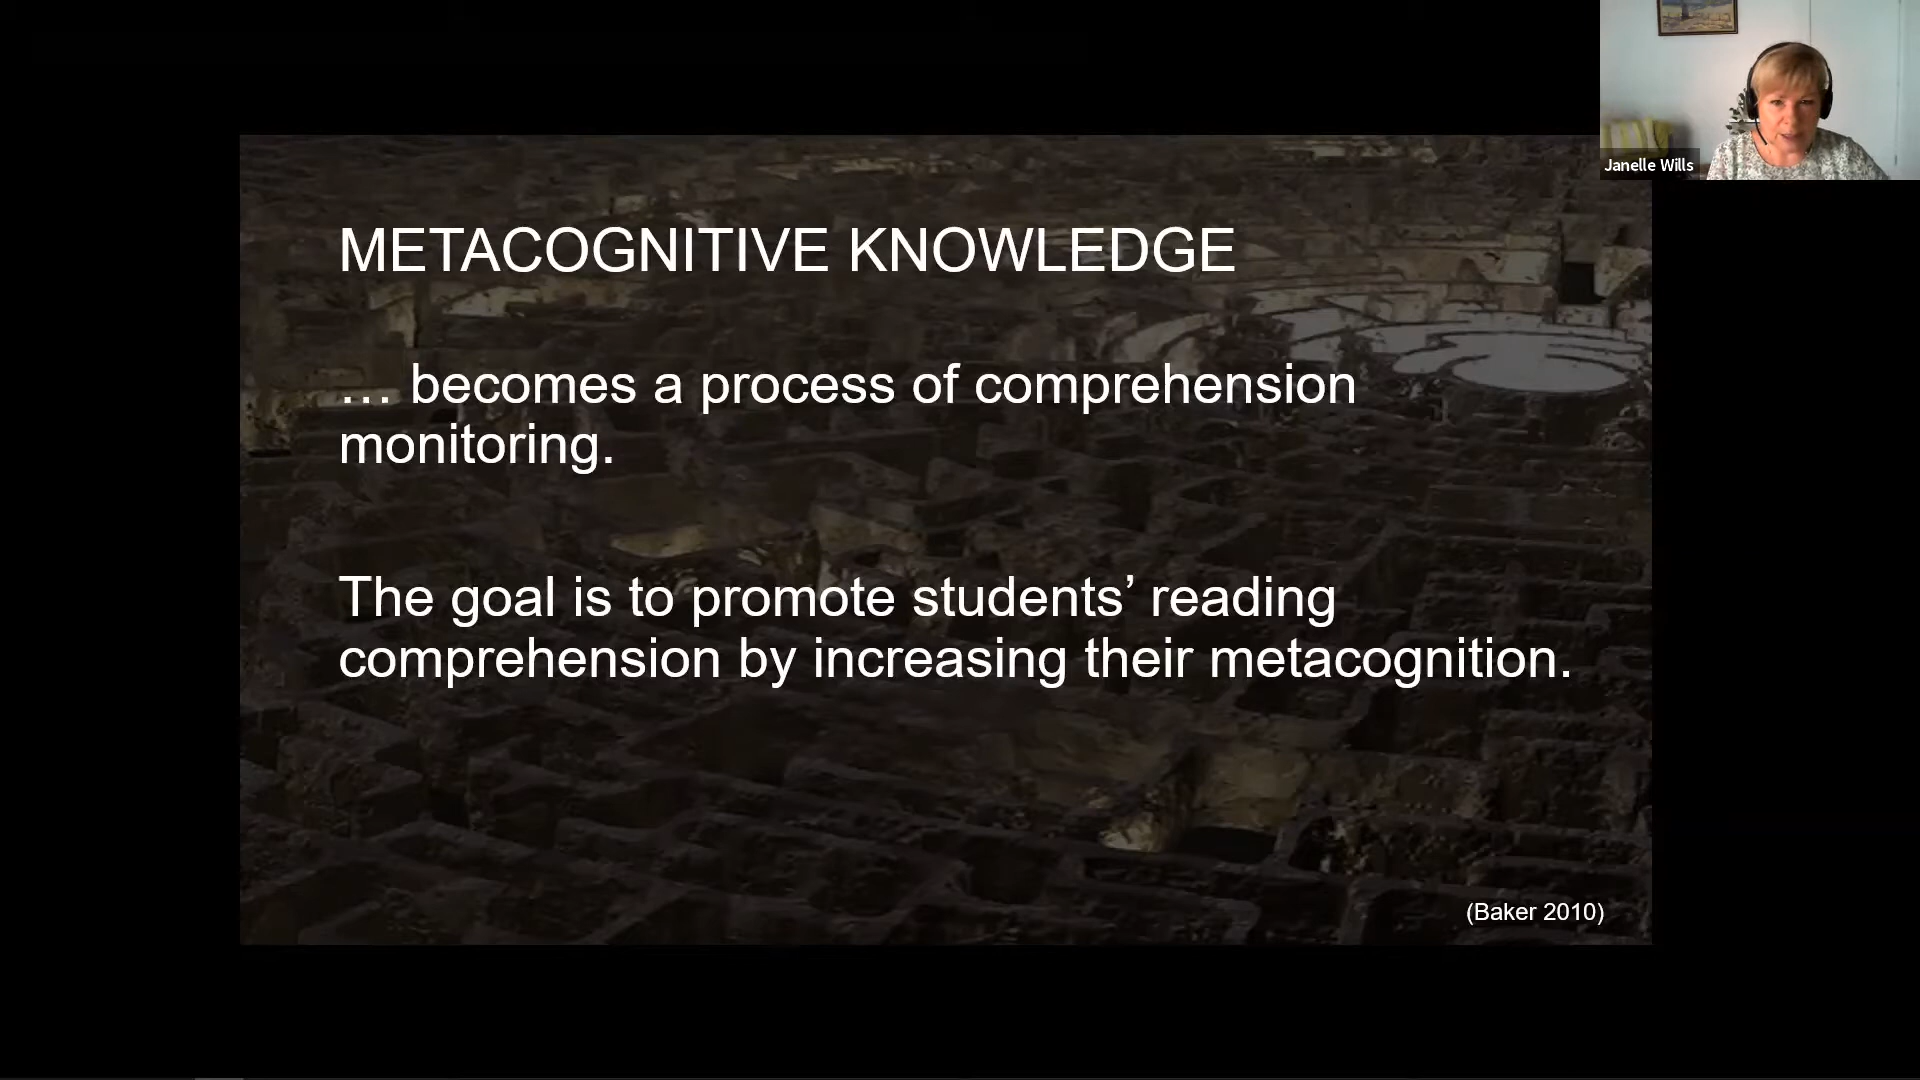 Janelle Wills
METACOGNITIVE KNOWLEDGE
… becomes a process of comprehension
monitoring.
The goal is to promote students’ reading
comprehension by increasing their metacognition.
(Baker 2010)